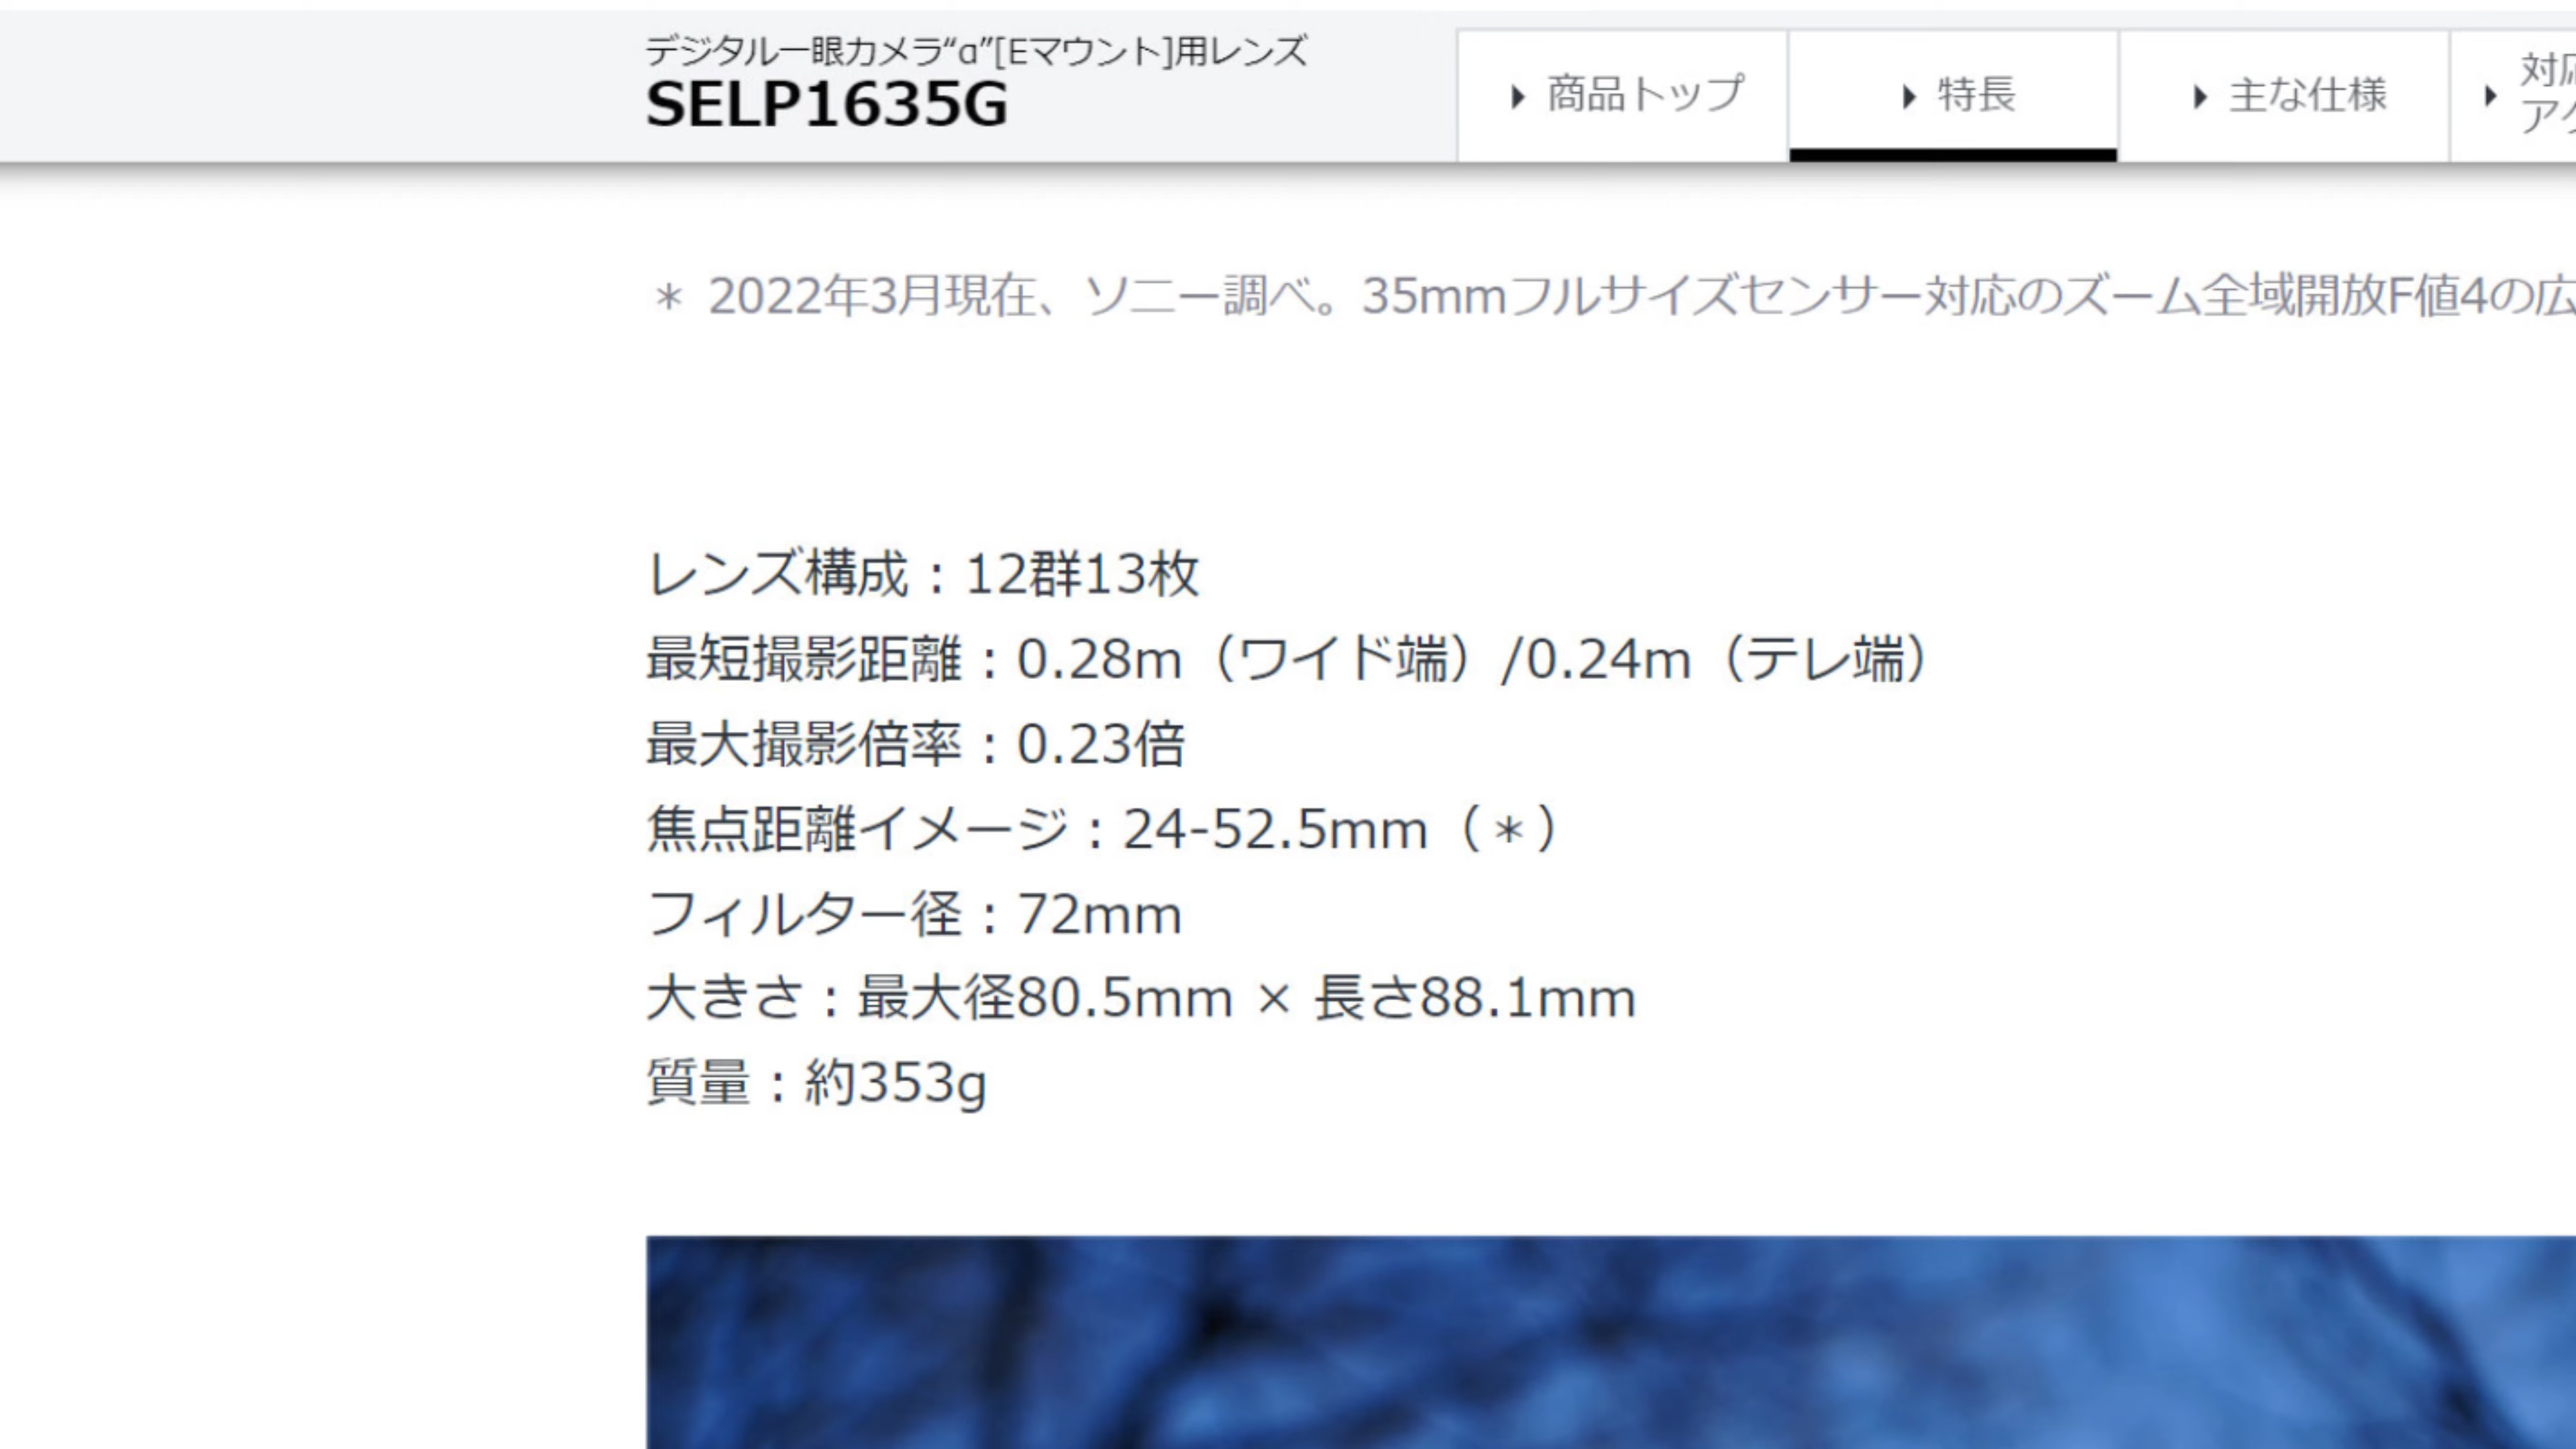 デジタル一眼カメラ“α”[Eマウント]用レンズ
SELP1635G
商品トップ
特長
主な仕様
＊ 2022年3月現在、ソニー調べ。35mmフルサイズセンサー対応のズーム全域開放F値4の広
レンズ構成：12群13枚
最短撮影距離：0.28m（ワイド端）/0.24m（テレ端）
最大撮影倍率：0.23倍
焦点距離イメージ：24-52.5mm（＊）
フィルター径：72mm
大きさ：最大径80.5mm × 長さ88.1mm
質量：約353g